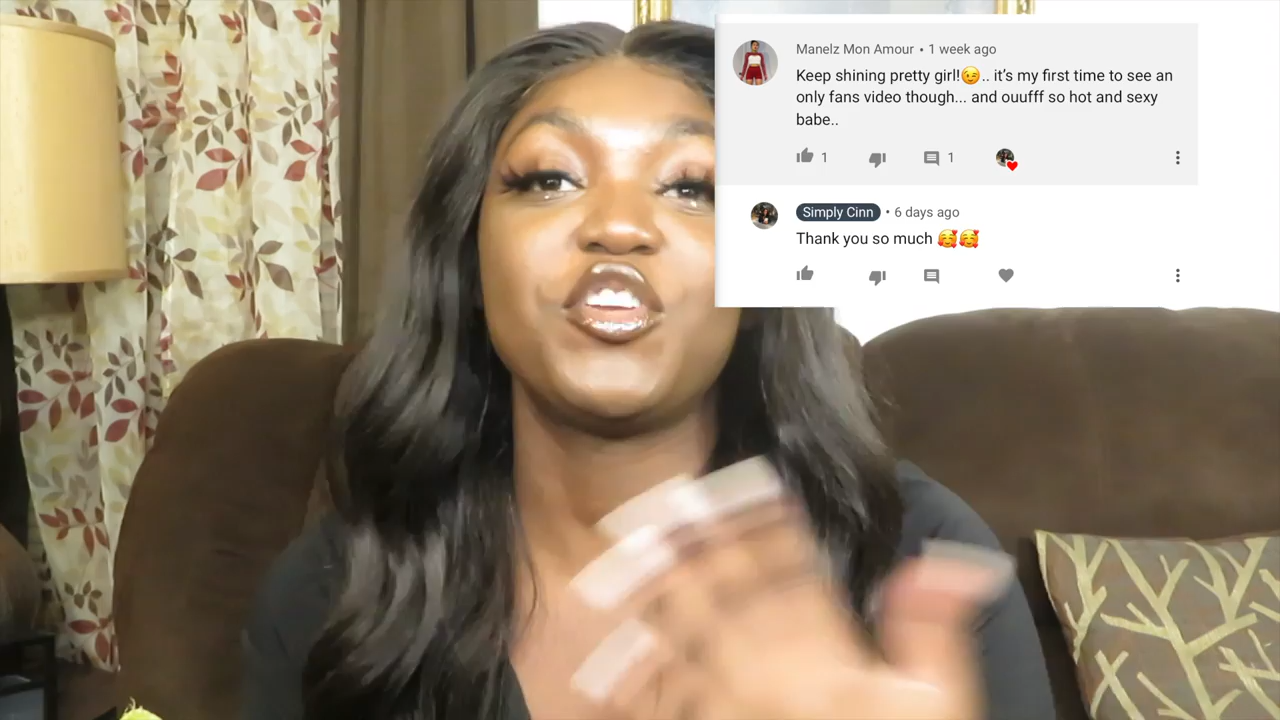 Manelz Mon Amour • 1 week ago
Keep shining pretty girl!😉.. it's my first time to see an
only fans video though... and ouufff so hot and sexy
babe..
1 1
Simply Cinn • 6 days ago
Thank you so much 🥰🥰